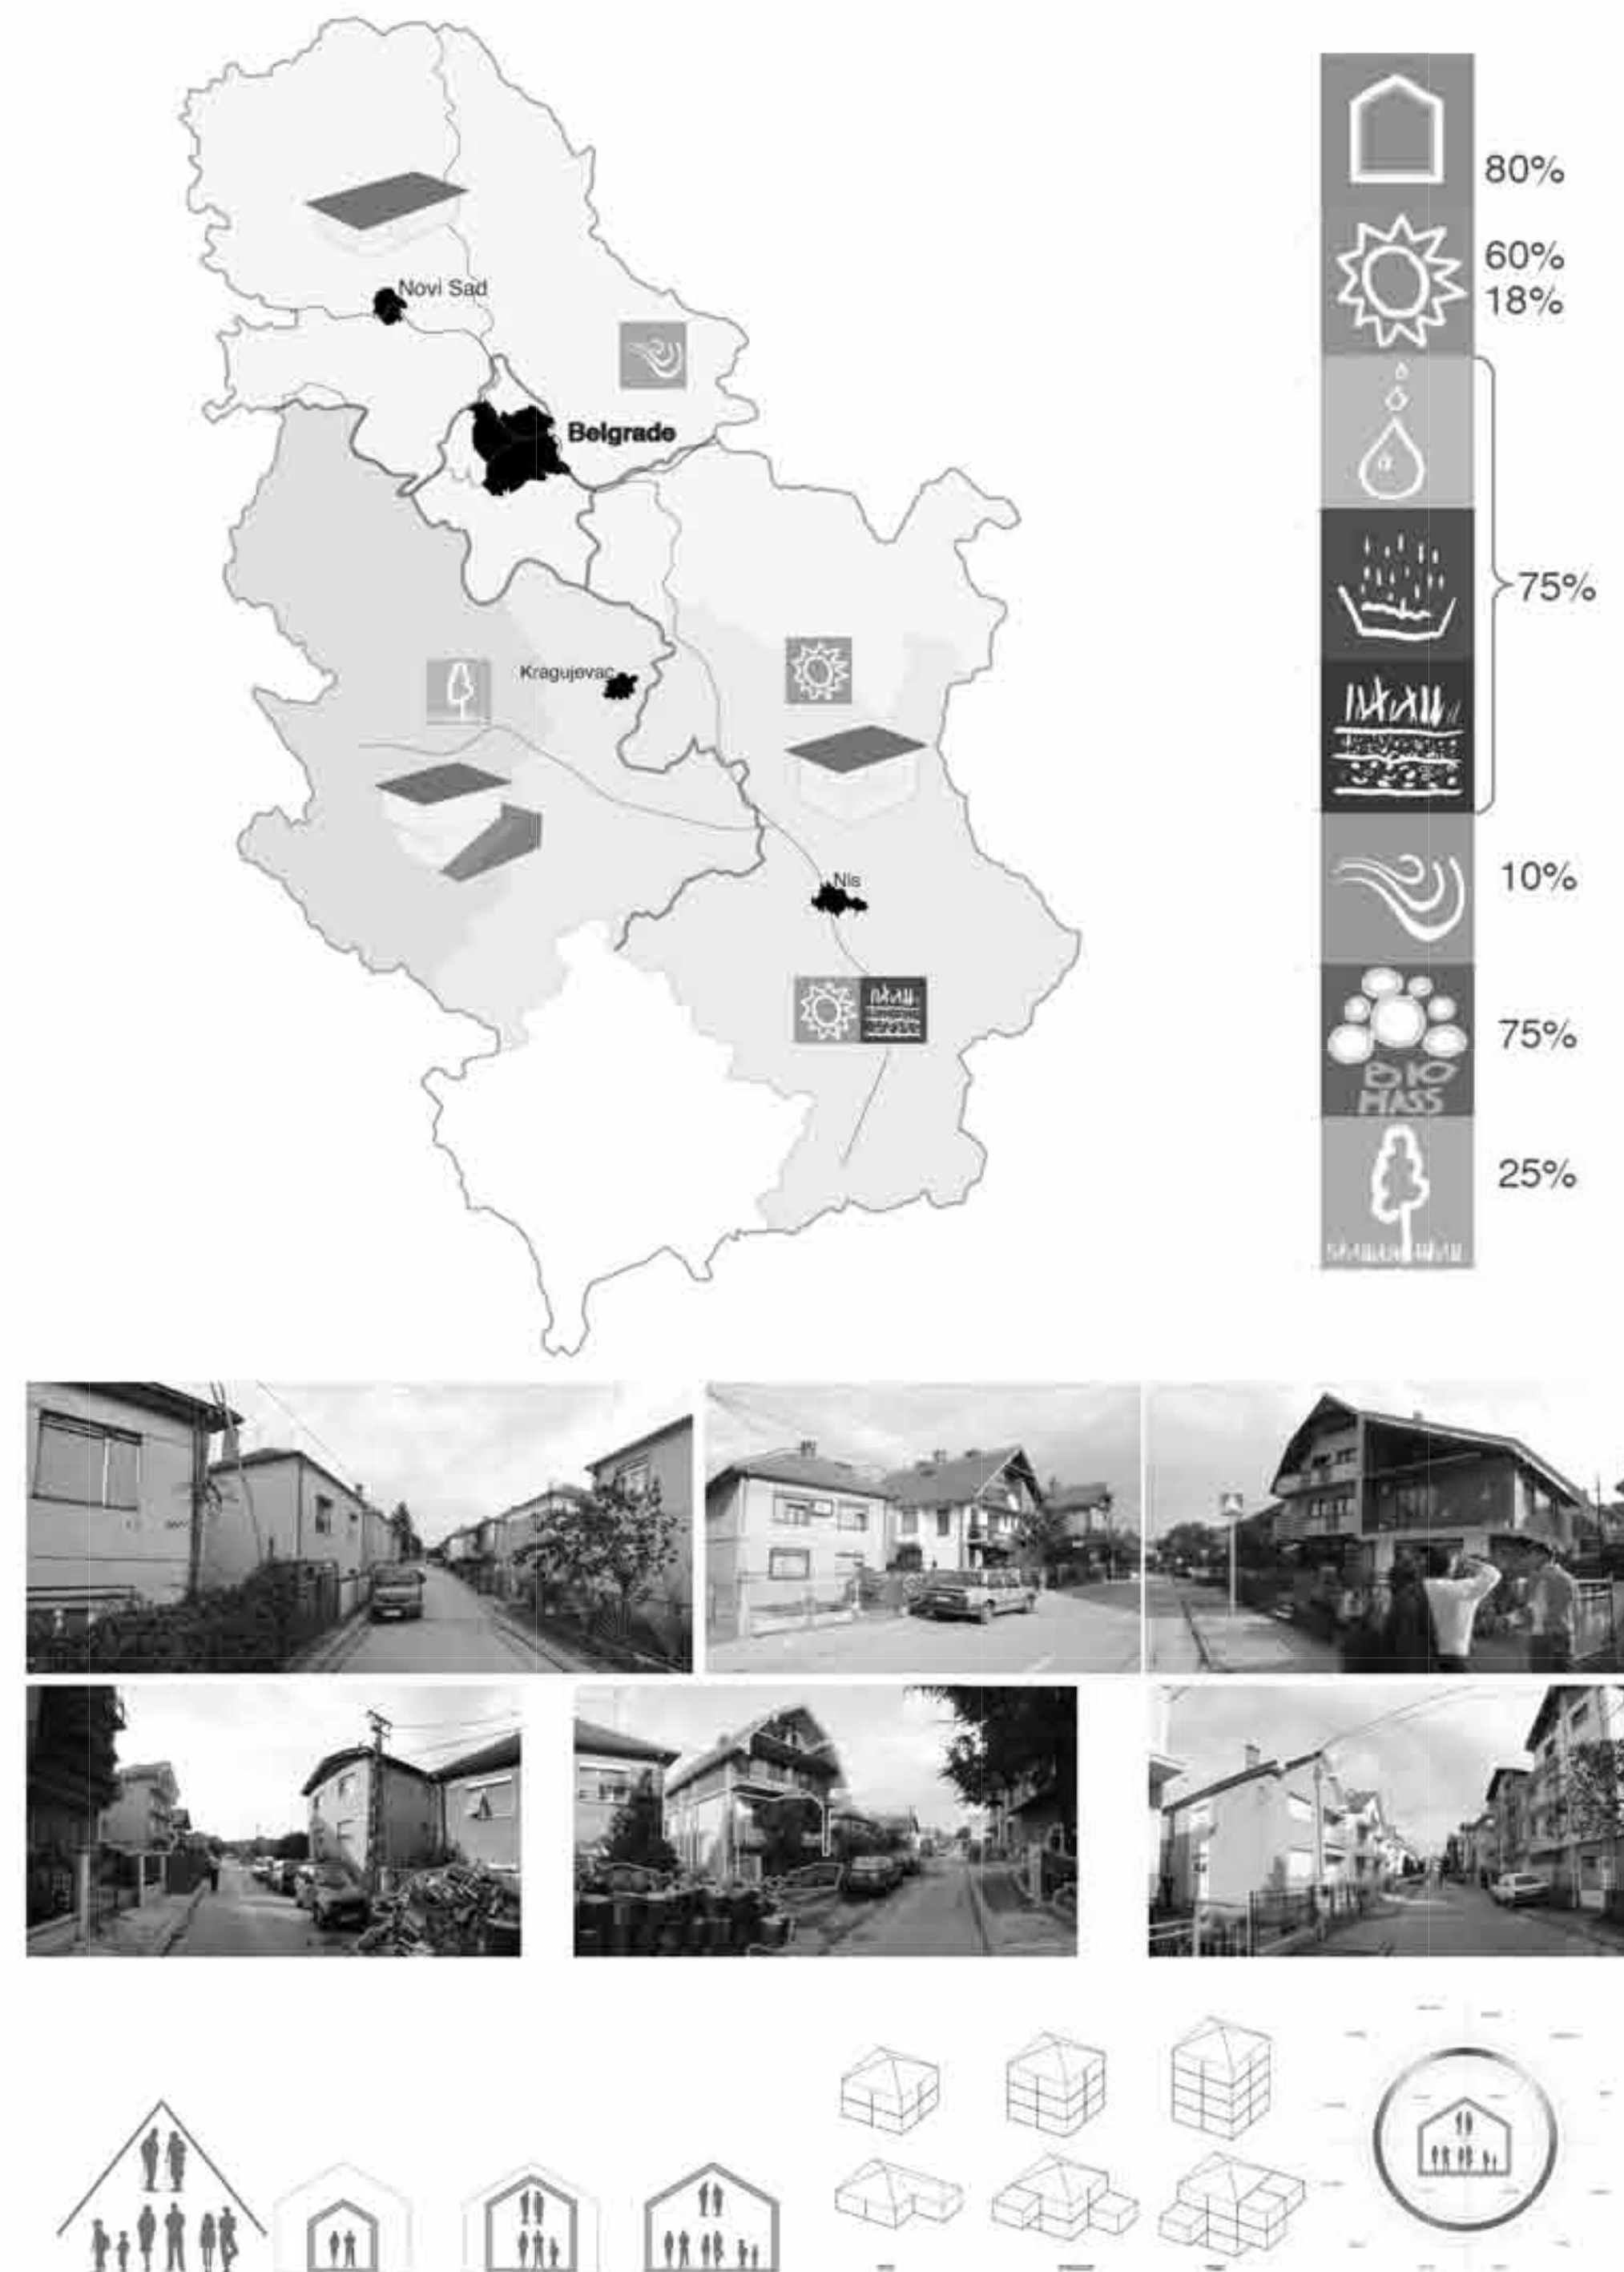 80%
60%
18%
Novi Sad
Belgrade
75%
Kragujevac
10%
Nis
75%
BIO
MASS
25%